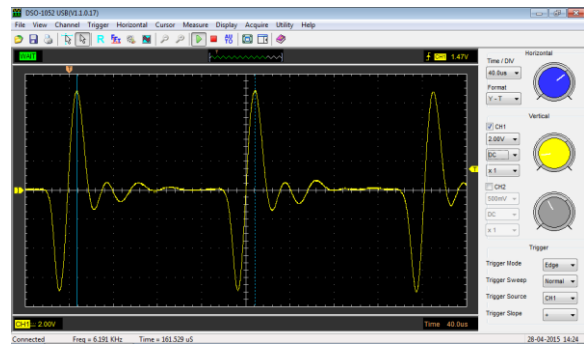 DSO-1052 USB(V1.1.0.17)
File View Channel Trigger Horizontal Cursor Measure Display Acquire Utility Help
WAIT
CH1 1.47V
T
Horizontal
Time / DIV
40.0us
Format
Y - T
Vertical
CH1
2.00V
DC
x 1
CH2
500mV
DC
x 1
Trigger
Trigger Mode Edge
Trigger Sweep Normal
Trigger Source CH1
Trigger Slope +
CH1 2.00V
Time 40.0us
Connected Freq = 6.191 KHz Time = 161.529 uS 28-04-2015 14:24